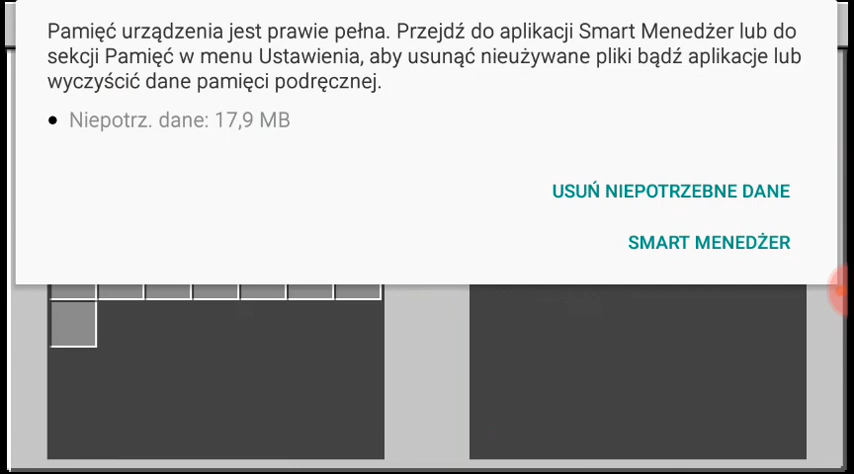 Pamięć urządzenia jest prawie pełna. Przejdź do aplikacji Smart Menedżer lub do
sekcji Pamięć w menu Ustawienia, aby usunąć nieużywane pliki bądź aplikacje lub
wyczyścić dane pamięci podręcznej.
● Niepotrz. dane: 17,9 MB
USUŃ NIEPOTRZEBNE DANE
SMART MENEDŻER